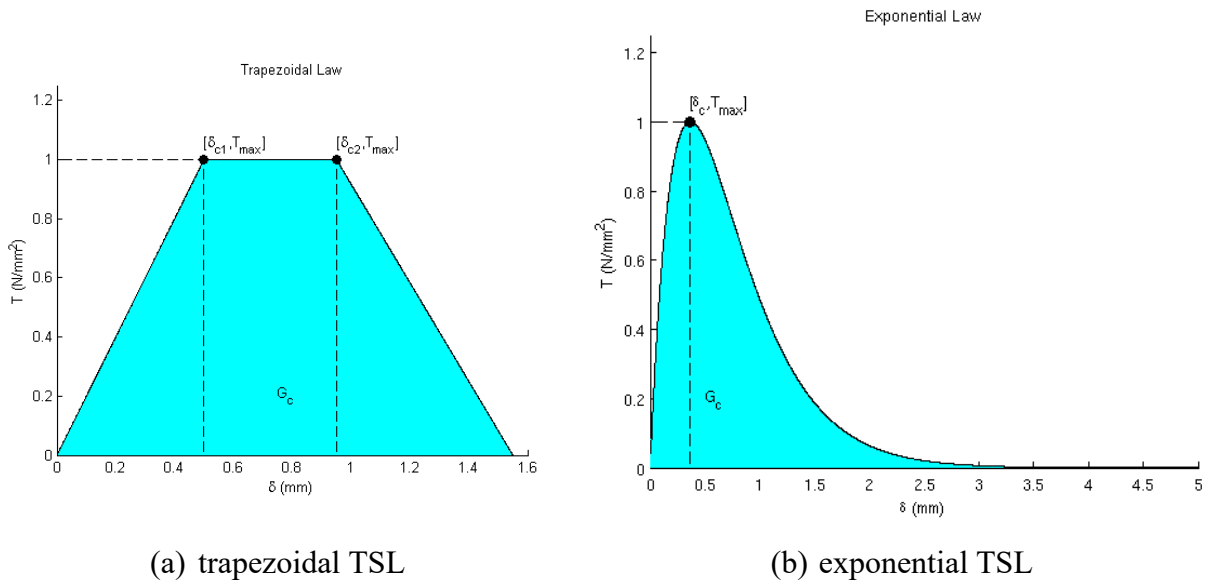 Trapezoidal Law
1.2
1
0.8
0.6
0.4
0.2
0
T (N/mm²)
[δc1,Tmax]
[δc2,Tmax]
Gc
0 0.2 0.4 0.6 0.8 1 1.2 1.4 1.6
δ (mm)
(a) trapezoidal TSL
Exponential Law
1.2
1
0.8
0.6
0.4
0.2
0
T (N/mm²)
[δc,Tmax]
Gc
0 0.5 1 1.5 2 2.5 3 3.5 4 4.5 5
δ (mm)
(b) exponential TSL